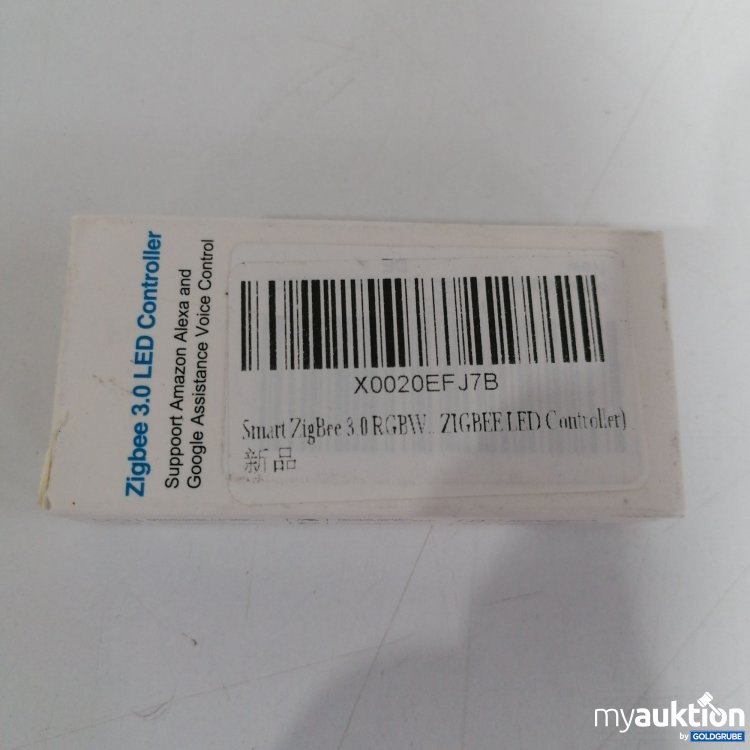 Zigbee 3.0 LED Controller
Suppoort Amazon Alexa and
Google Assistance Voice Control
X0020EFJ7B
Smart ZigBee 3.0 RGBW... ZIGBEE LED Controller)
新品
myauktion
by GOLDGRUBE